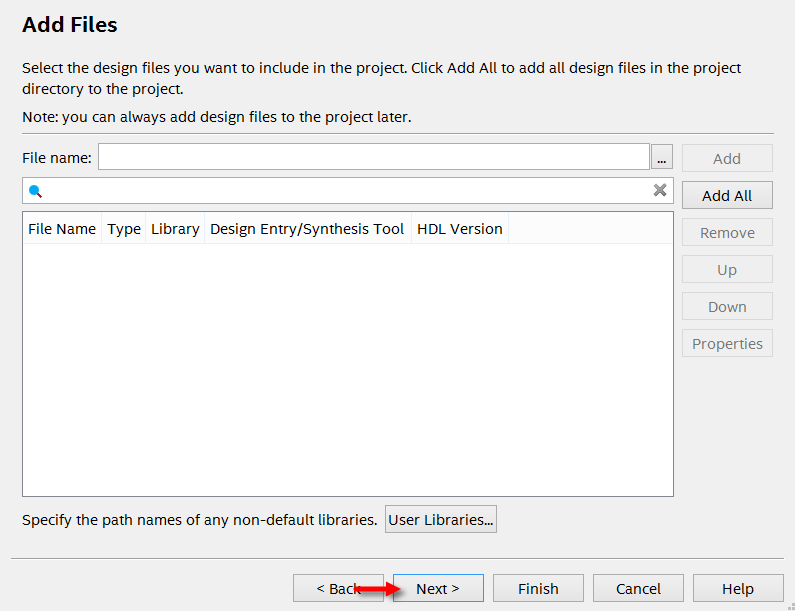 Add Files
Select the design files you want to include in the project. Click Add All to add all design files in the project
directory to the project.
Note: you can always add design files to the project later.
File name:
...
Add
Add All
File Name Type Library Design Entry/Synthesis Tool HDL Version
Remove
Up
Down
Properties
Specify the path names of any non-default libraries. User Libraries...
< Back Next > Finish Cancel Help